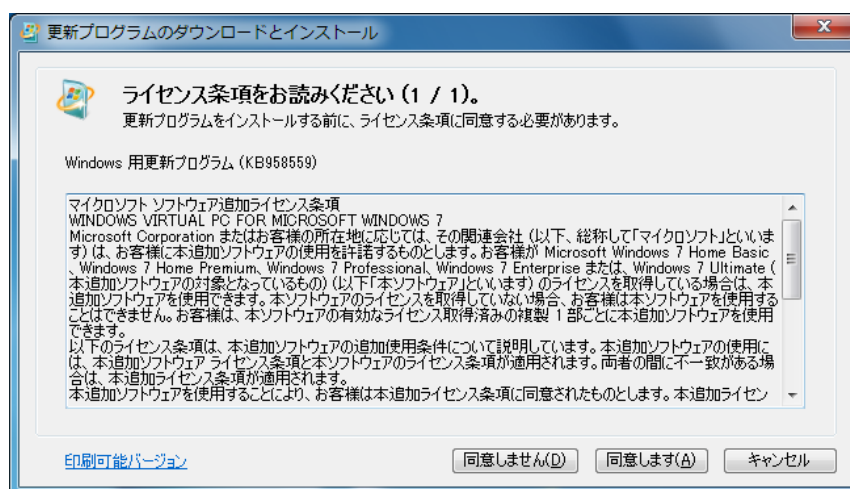 更新プログラムのダウンロードとインストール
ライセンス条項をお読みください (1 / 1)。
更新プログラムをインストールする前に、ライセンス条項に同意する必要があります。
Windows 用更新プログラム (KB958559)
マイクロソフト ソフトウェア追加ライセンス条項
WINDOWS VIRTUAL PC FOR MICROSOFT WINDOWS 7
Microsoft Corporation またはお客様の所在地に応じては、その関連会社 (以下、総称して「マイクロソフト」といいま
す) は、お客様に本追加ソフトウェアの使用を許諾するものとします。お客様が Microsoft Windows 7 Home Basic
、Windows 7 Home Premium、Windows 7 Professional、Windows 7 Enterprise または、Windows 7 Ultimate (
本追加ソフトウェアの対象となっているもの) (以下「本ソフトウェア」といいます) のライセンスを取得している場合は、本
追加ソフトウェアを使用できます。本ソフトウェアのライセンスを取得していない場合、お客様は本ソフトウェアを使用する
ことはできません。お客様は、本ソフトウェアの有効なライセンス取得済みの複製 1 部ごとに本追加ソフトウェアを使用
できます。
以下のライセンス条項は、本追加ソフトウェアの追加使用条件について説明しています。本追加ソフトウェアの使用に
は、本追加ソフトウェア ライセンス条項と本ソフトウェアのライセンス条項が適用されます。両者の間に不一致がある場
合は、本追加ライセンス条項が適用されます。
本追加ソフトウェアを使用することにより、お客様は本追加ライセンス条項に同意されたものとします。本追加ライセン
印刷可能バージョン
同意しません(D)
同意します(A)
キャンセル